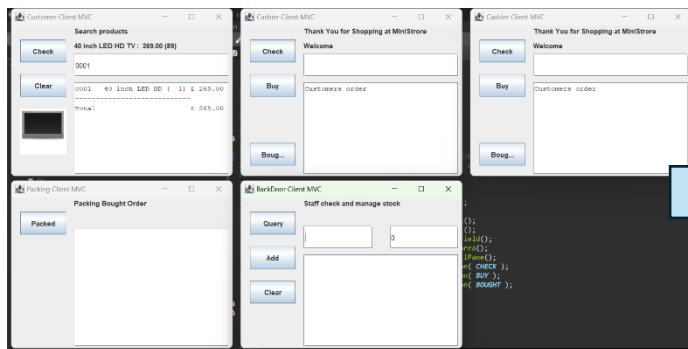 Customer Client MVC
Search products
Check
40 inch LED HD TV : 269.00 (89)
0001
Clear
0001 40 inch LED HD ( 1) £ 269.00
Total £ 269.00
Cashier Client MVC
Thank You for Shopping at MiniStrore
Check
Welcome
Buy
Customers order
Boug...
Cashier Client MVC
Thank You for Shopping at MiniStrore
Check
Welcome
Buy
Customers order
Boug...
Packing Client MVC
Packing Bought Order
Packed
BackDoor Client MVC
Staff check and manage stock
Query
0
Add
Clear
;
();
();
ield();
rea();
lPane();
n( CHECK );
n( BUY );
n( BOUGHT );